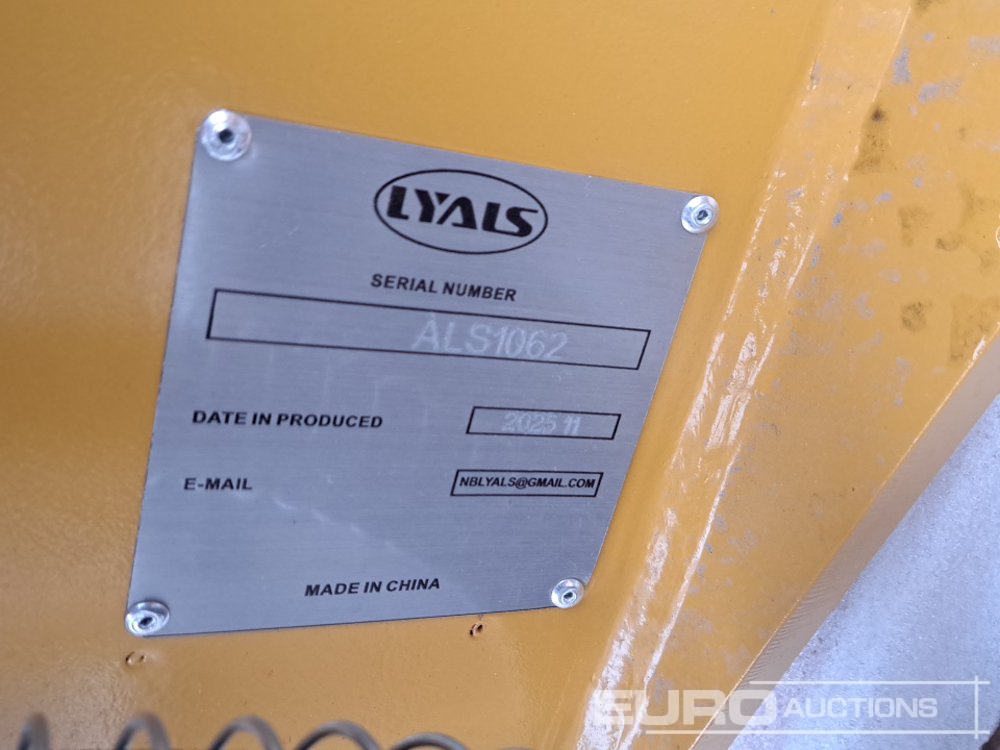 LYALS
SERIAL NUMBER
ALS1062
DATE IN PRODUCED 2025 11
E-MAIL NBLYALS@GMAIL.COM
MADE IN CHINA
EURO AUCTIONS